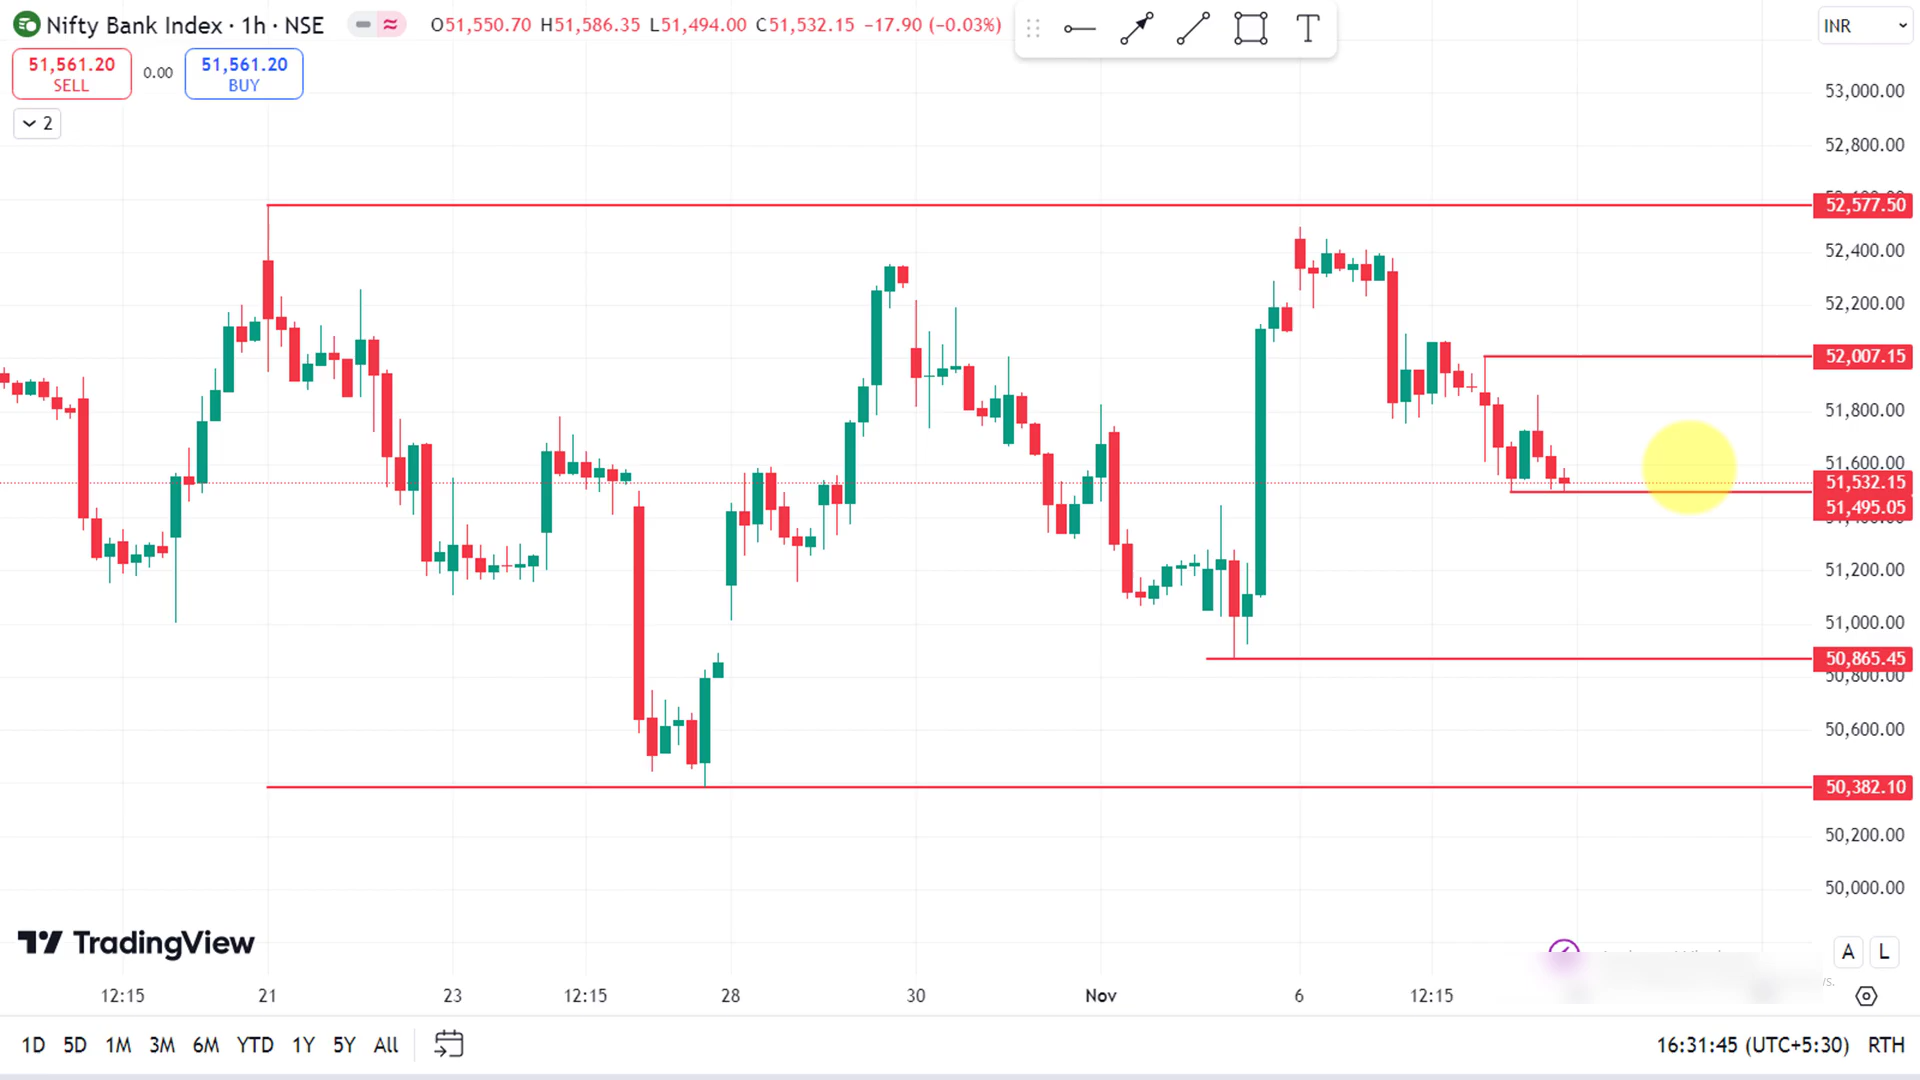 Nifty Bank Index · 1h · NSE
O51,550.70 H51,586.35 L51,494.00 C51,532.15 −17.90 (−0.03%)
T
INR
51,561.20
SELL
0.00
51,561.20
BUY
2
53,000.00
52,800.00
52,577.50
52,400.00
52,200.00
52,007.15
51,800.00
51,600.00
51,532.15
51,495.05
51,200.00
51,000.00
50,865.45
50,800.00
50,600.00
50,382.10
50,200.00
50,000.00
TradingView
A L
12:15 21 23 12:15 28 30 Nov 6 12:15
1D 5D 1M 3M 6M YTD 1Y 5Y All
16:31:45 (UTC+5:30) RTH